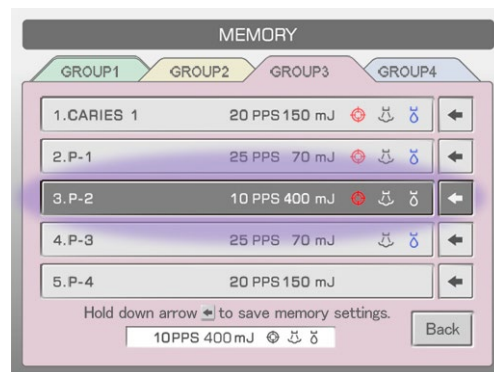 MEMORY
GROUP1 GROUP2 GROUP3 GROUP4
1.CARIES 1 20 PPS 150 mJ
2.P-1 25 PPS 70 mJ
3.P-2 10 PPS 400 mJ
4.P-3 25 PPS 70 mJ
5.P-4 20 PPS 150 mJ
Hold down arrow to save memory settings.
10PPS 400mJ
Back